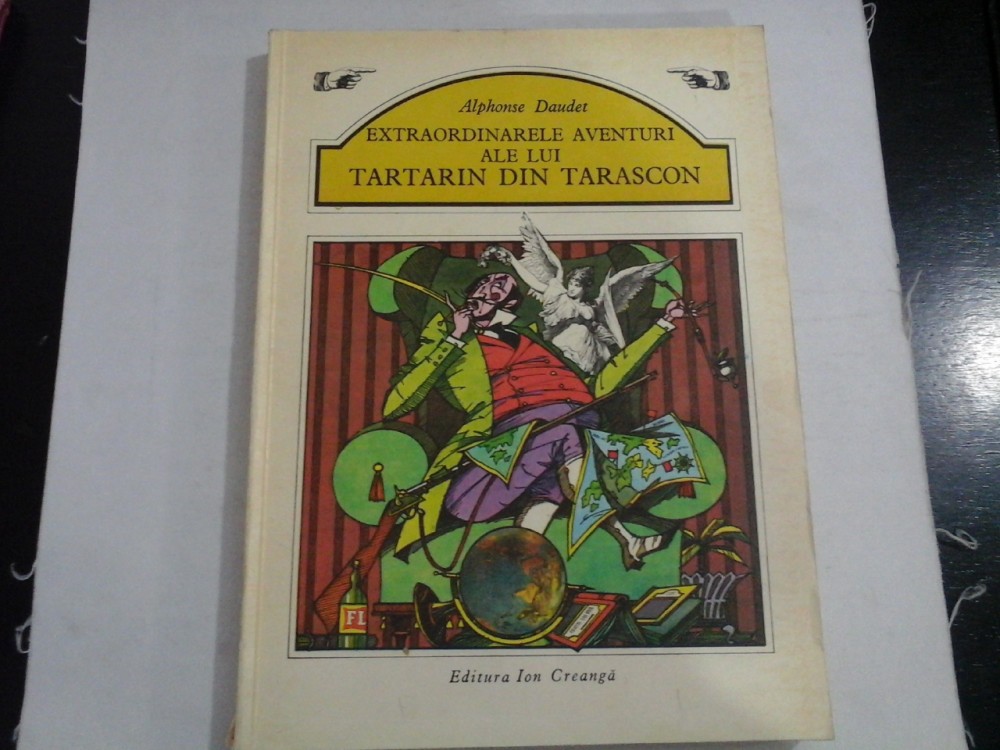 Alphonse Daudet
EXTRAORDINARELE AVENTURI
ALE LUI
TARTARIN DIN TARASCON
FL
Editura Ion Creangă